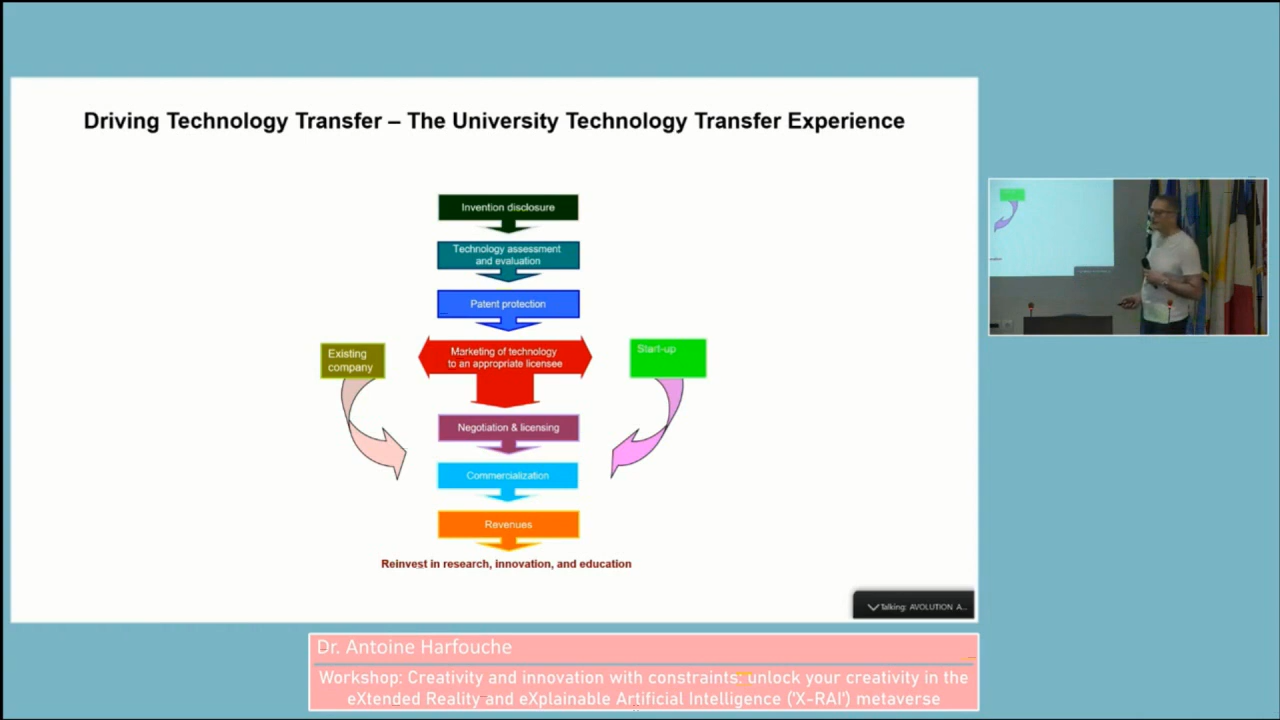 Driving Technology Transfer – The University Technology Transfer Experience
Invention disclosure
Technology assessment
and evaluation
Patent protection
Existing
company
Marketing of technology
to an appropriate licensee
Start-up
Negotiation & licensing
Commercialization
Revenues
Reinvest in research, innovation, and education
Talking: AVOLUTION A...
Dr. Antoine Harfouche
Workshop: Creativity and innovation with constraints: unlock your creativity in the
eXtended Reality and eXplainable Artificial Intelligence ('X-RAI') metaverse